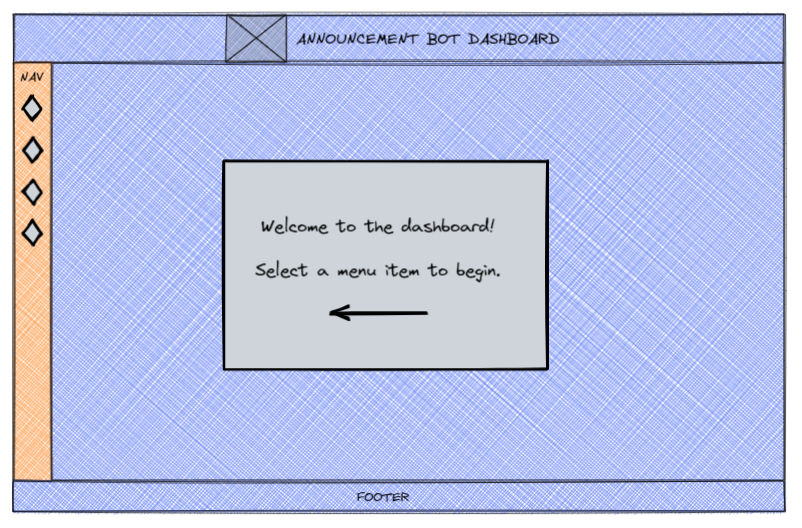 ANNOUNCEMENT BOT DASHBOARD
NAV
Welcome to the dashboard!
Select a menu item to begin.
FOOTER